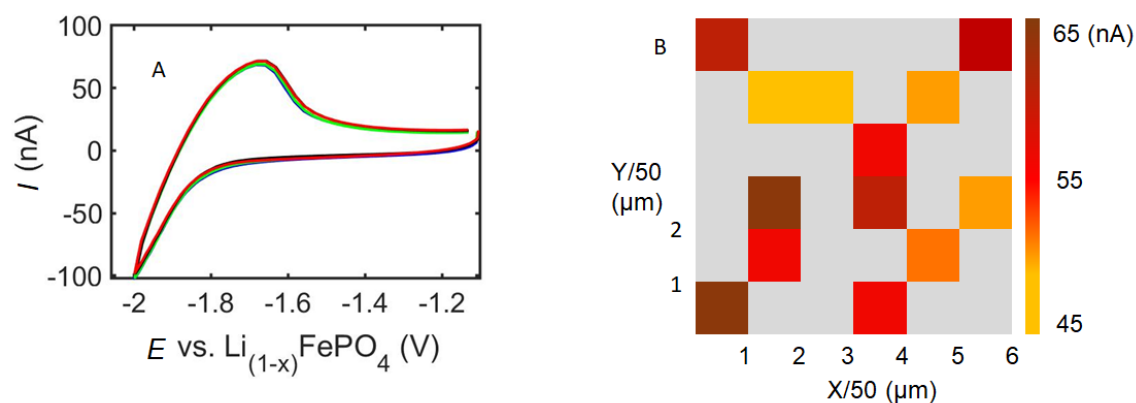 A
100
50
0
-50
-100
I (nA)
-2
-1.8
-1.6
-1.4
-1.2
E vs. Li(1-x)FePO4 (V)
B
Y/50
(μm)
2
1
1 2 3 4 5 6
X/50 (μm)
65 (nA)
55
45